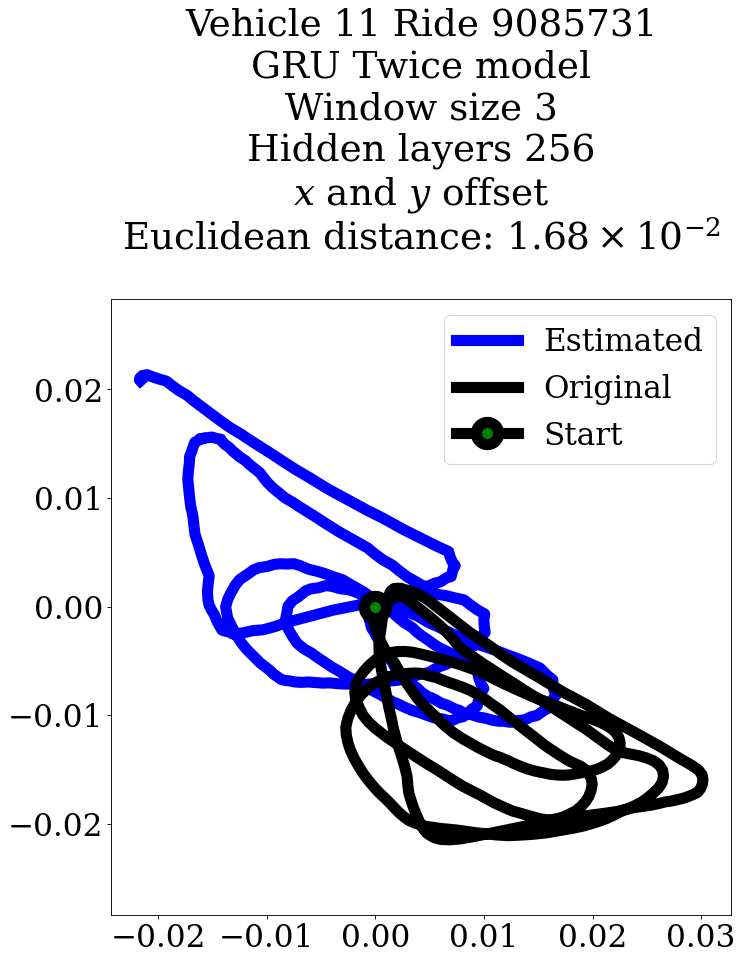 Vehicle 11 Ride 9085731
GRU Twice model
Window size 3
Hidden layers 256
x and y offset
Euclidean distance: 1.68 × 10⁻²
Estimated
Original
Start
0.02
0.01
0.00
−0.01
−0.02
−0.02 −0.01 0.00 0.01 0.02 0.03